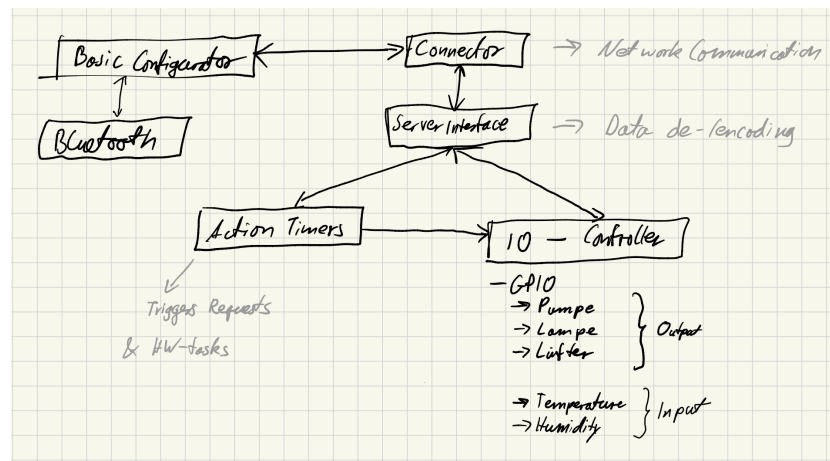 Basic Configurator
Connector
→ Network Communication
Bluetooth
Server Interface
→ Data de-/encoding
Action Timers
IO - Controller
Triggers Requests
& HW-tasks
- GPIO
→ Pumpe
→ Lampe
→ Lüfter
Output
→ Temperature
→ Humidity
Input